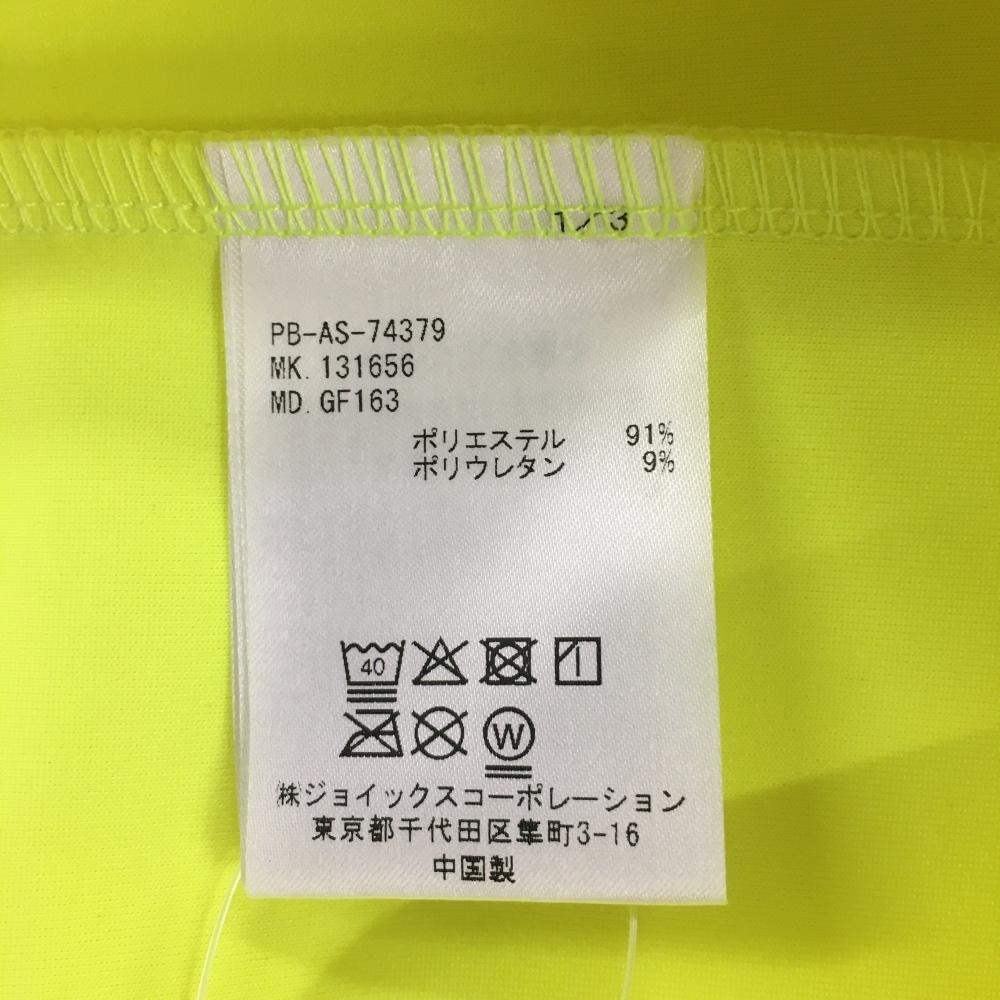 PB-AS-74379
MK. 131656
MD. GF163
ポリエステル 91%
ポリウレタン 9%
40
W
㈱ジョイックスコーポレーション
東京都千代田区隼町3-16
中国製